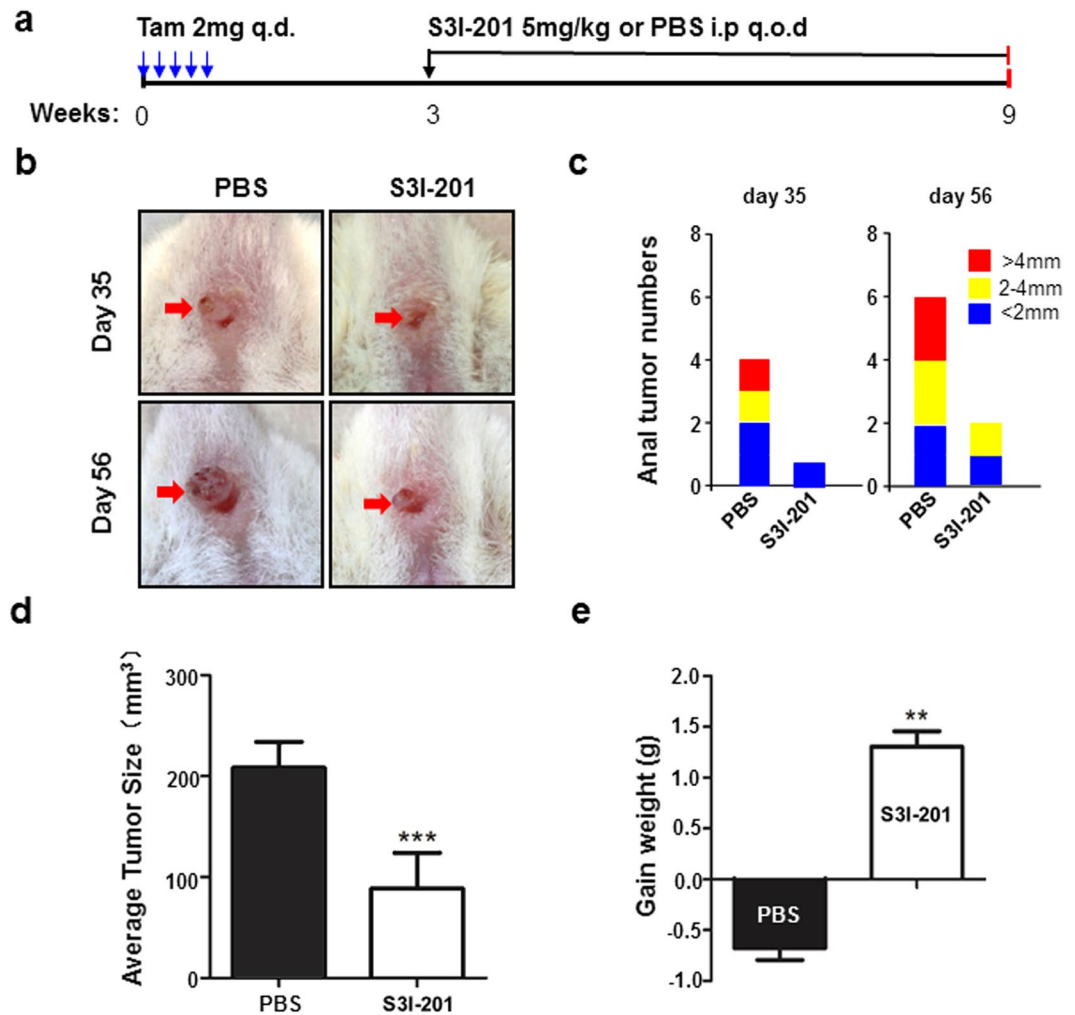 a
Tam 2mg q.d.
S3I-201 5mg/kg or PBS i.p q.o.d
Weeks: 0 3 9
b
PBS S3I-201
Day 35
Day 56
c
day 35 day 56
Anal tumor numbers
8
6
4
2
0
PBS
S3I-201
8
6
4
2
0
PBS
S3I-201
>4mm
2-4mm
<2mm
d
Average Tumor Size (mm³)
300
200
100
0
***
PBS S3I-201
e
Gain weight (g)
2.0
1.5
1.0
0.5
0.0
-0.5
-1.0
**
S3I-201
PBS